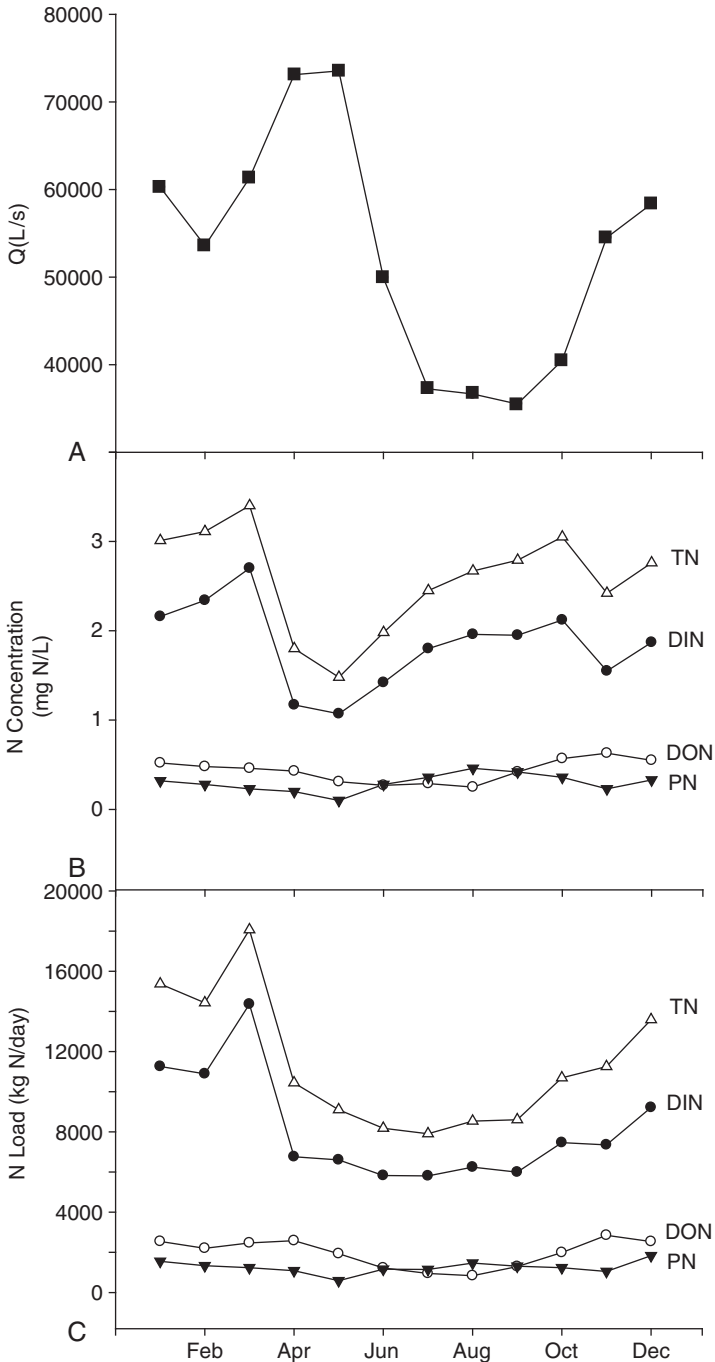 80000
70000
60000
50000
40000
Q(L/s)
A
3
2
1
0
N Concentration
(mg N/L)
TN
DIN
DON
PN
B
20000
16000
12000
8000
4000
0
N Load (kg N/day)
TN
DIN
DON
PN
C
Feb Apr Jun Aug Oct Dec